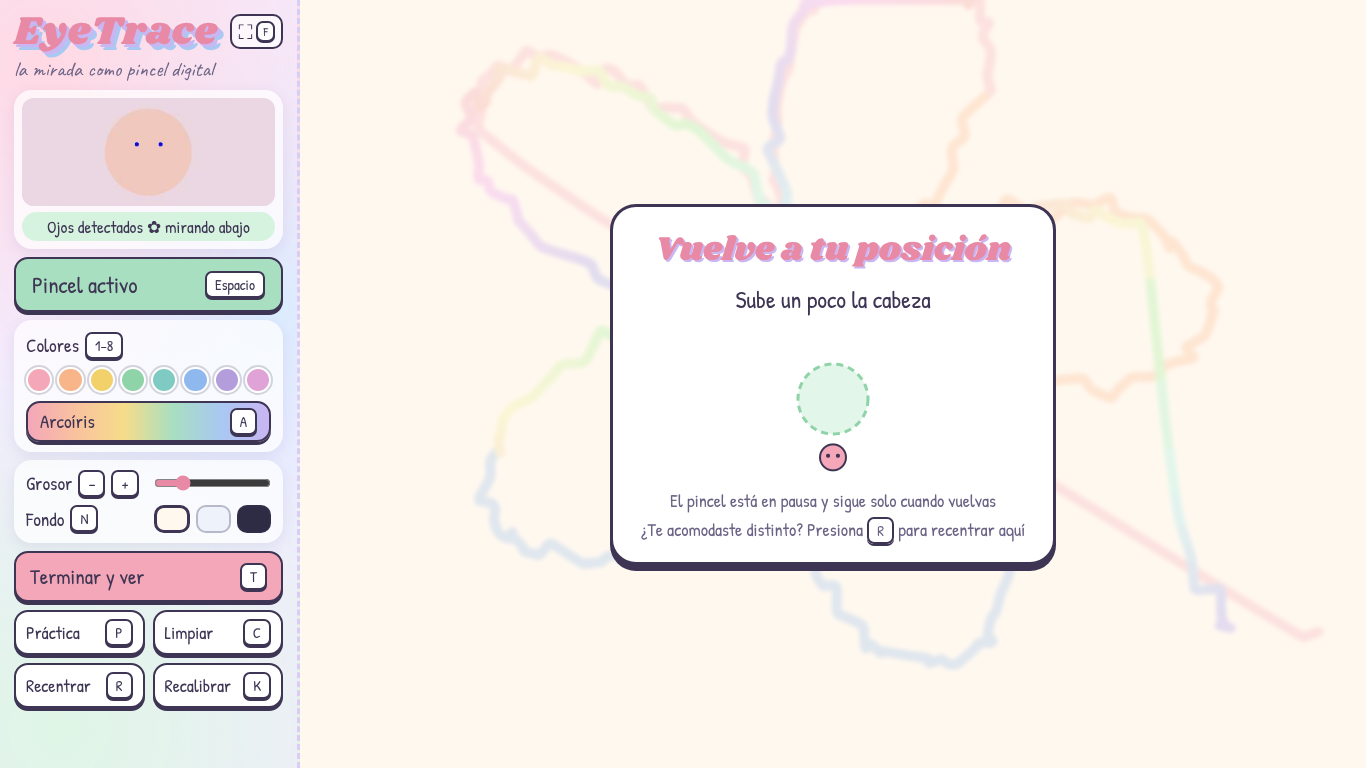 EyeTrace
F
la mirada como pincel digital
Ojos detectados ✿ mirando abajo
Pincel activo Espacio
Colores 1-8
Arcoíris A
Grosor − +
Fondo N
Terminar y ver T
Práctica P
Limpiar C
Recentrar R
Recalibrar K
Vuelve a tu posición
Sube un poco la cabeza
El pincel está en pausa y sigue solo cuando vuelvas
¿Te acomodaste distinto? Presiona R para recentrar aquí